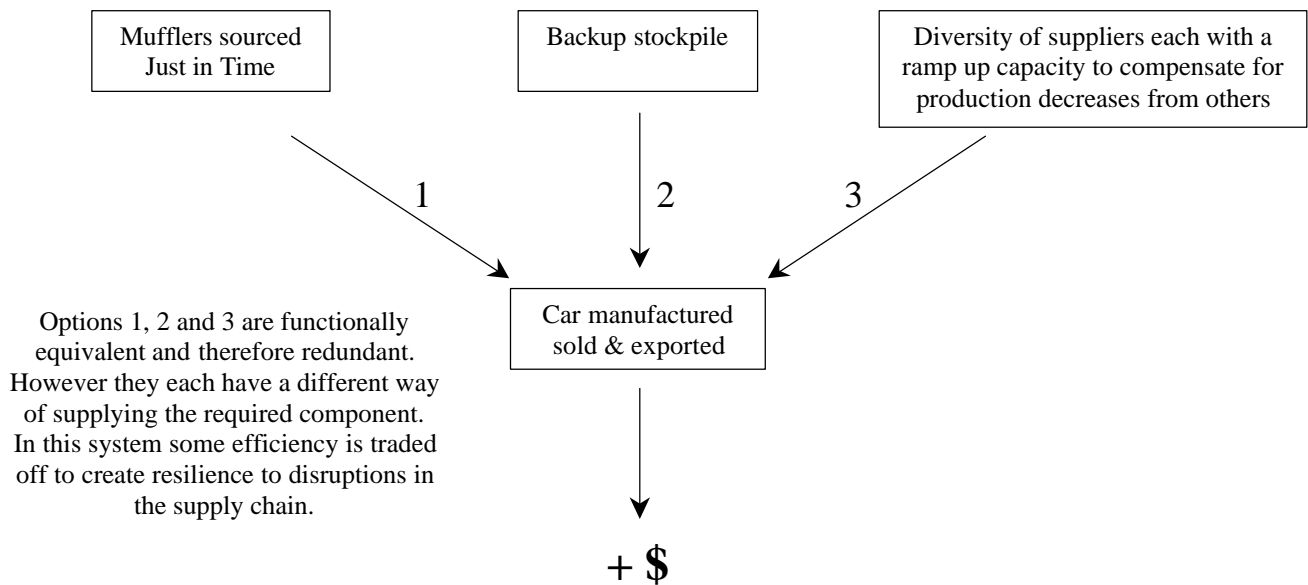 Mufflers sourced
Just in Time
Backup stockpile
Diversity of suppliers each with a
ramp up capacity to compensate for
production decreases from others
1
2
3
Car manufactured
sold & exported
Options 1, 2 and 3 are functionally
equivalent and therefore redundant.
However they each have a different way
of supplying the required component.
In this system some efficiency is traded
off to create resilience to disruptions in
the supply chain.
+ $